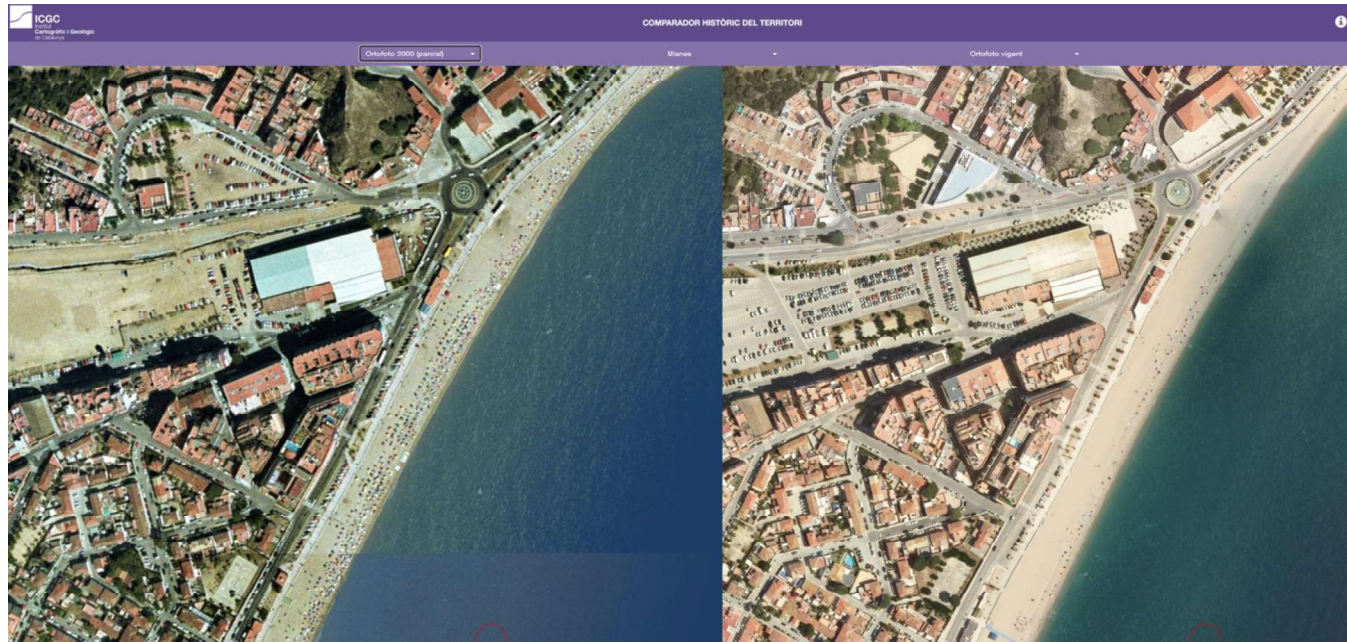 ICGC
Institut
Cartogràfic i Geològic
de Catalunya
COMPARADOR HISTÒRIC DEL TERRITORI
Ortofoto 2000 (parcial)
Blanes
Ortofoto vigent